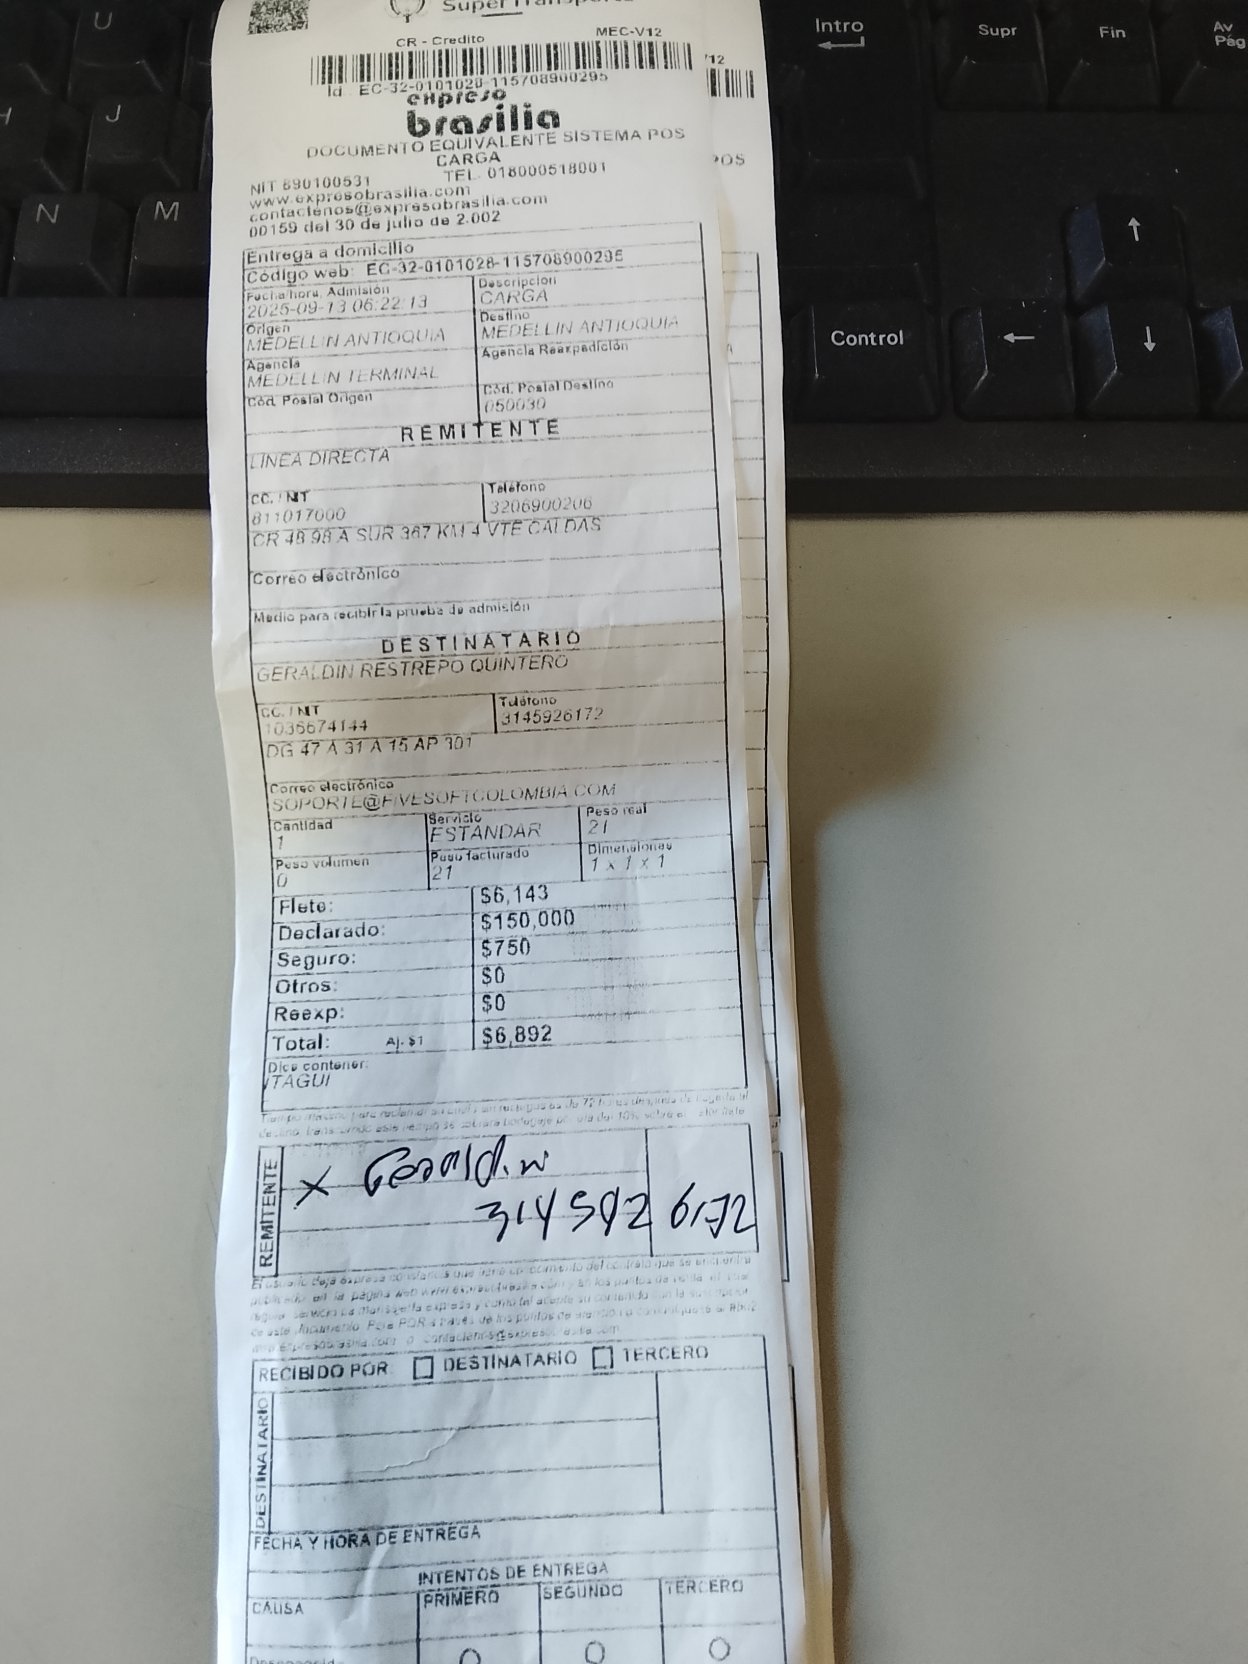 U
J
N
M
Intro
Supr
Fin
Av
Pág
Control
CR - Credito
MEC-V12
Id EC-32-0101028-115708900295
expreso
brasilia
DOCUMENTO EQUIVALENTE SISTEMA POS
CARGA
NIT 890100531 TEL. 018000518001
www.expresobrasilia.com
contactenos@expresobrasilia.com
00159 del 30 de julio de 2.002
Entrega a domicilio
Código web: EC-32-0101028-115708900295
Fecha/hora. Admisión
2025-09-13 06:22:13
Descripción
CARGA
Origen
MEDELLIN ANTIOQUIA
Destino
MEDELLIN ANTIOQUIA
Agencia
MEDELLIN TERMINAL
Agencia Reexpedición
Cód. Postal Origen
Cód. Postal Destino
050030
REMITENTE
LINEA DIRECTA
CC. / NIT
811017000
Teléfono
3206900206
CR 48 98 A SUR 367 KM 4 VTE CALDAS
Correo electrónico
Medio para recibir la prueba de admisión
DESTINATARIO
GERALDIN RESTREPO QUINTERO
CC. / NIT
1036674144
Teléfono
3145926172
DG 47 A 31 A 15 AP 301
Correo electrónico
SOPORTE@FIVESOFTCOLOMBIA.COM
Cantidad
1
Servicio
ESTANDAR
Peso real
21
Peso volumen
0
Peso facturado
21
Dimensiones
1 x 1 x 1
Flete: $6,143
Declarado: $150,000
Seguro: $750
Otros: $0
Reexp: $0
Total: Aj. $1 $6,892
Dice contener:
ITAGUI
REMITENTE
X Geraldin
314592 6172
RECIBIDO POR DESTINATARIO TERCERO
DESTINATARIO
FECHA Y HORA DE ENTREGA
INTENTOS DE ENTREGA
CAUSA PRIMERO SEGUNDO TERCERO